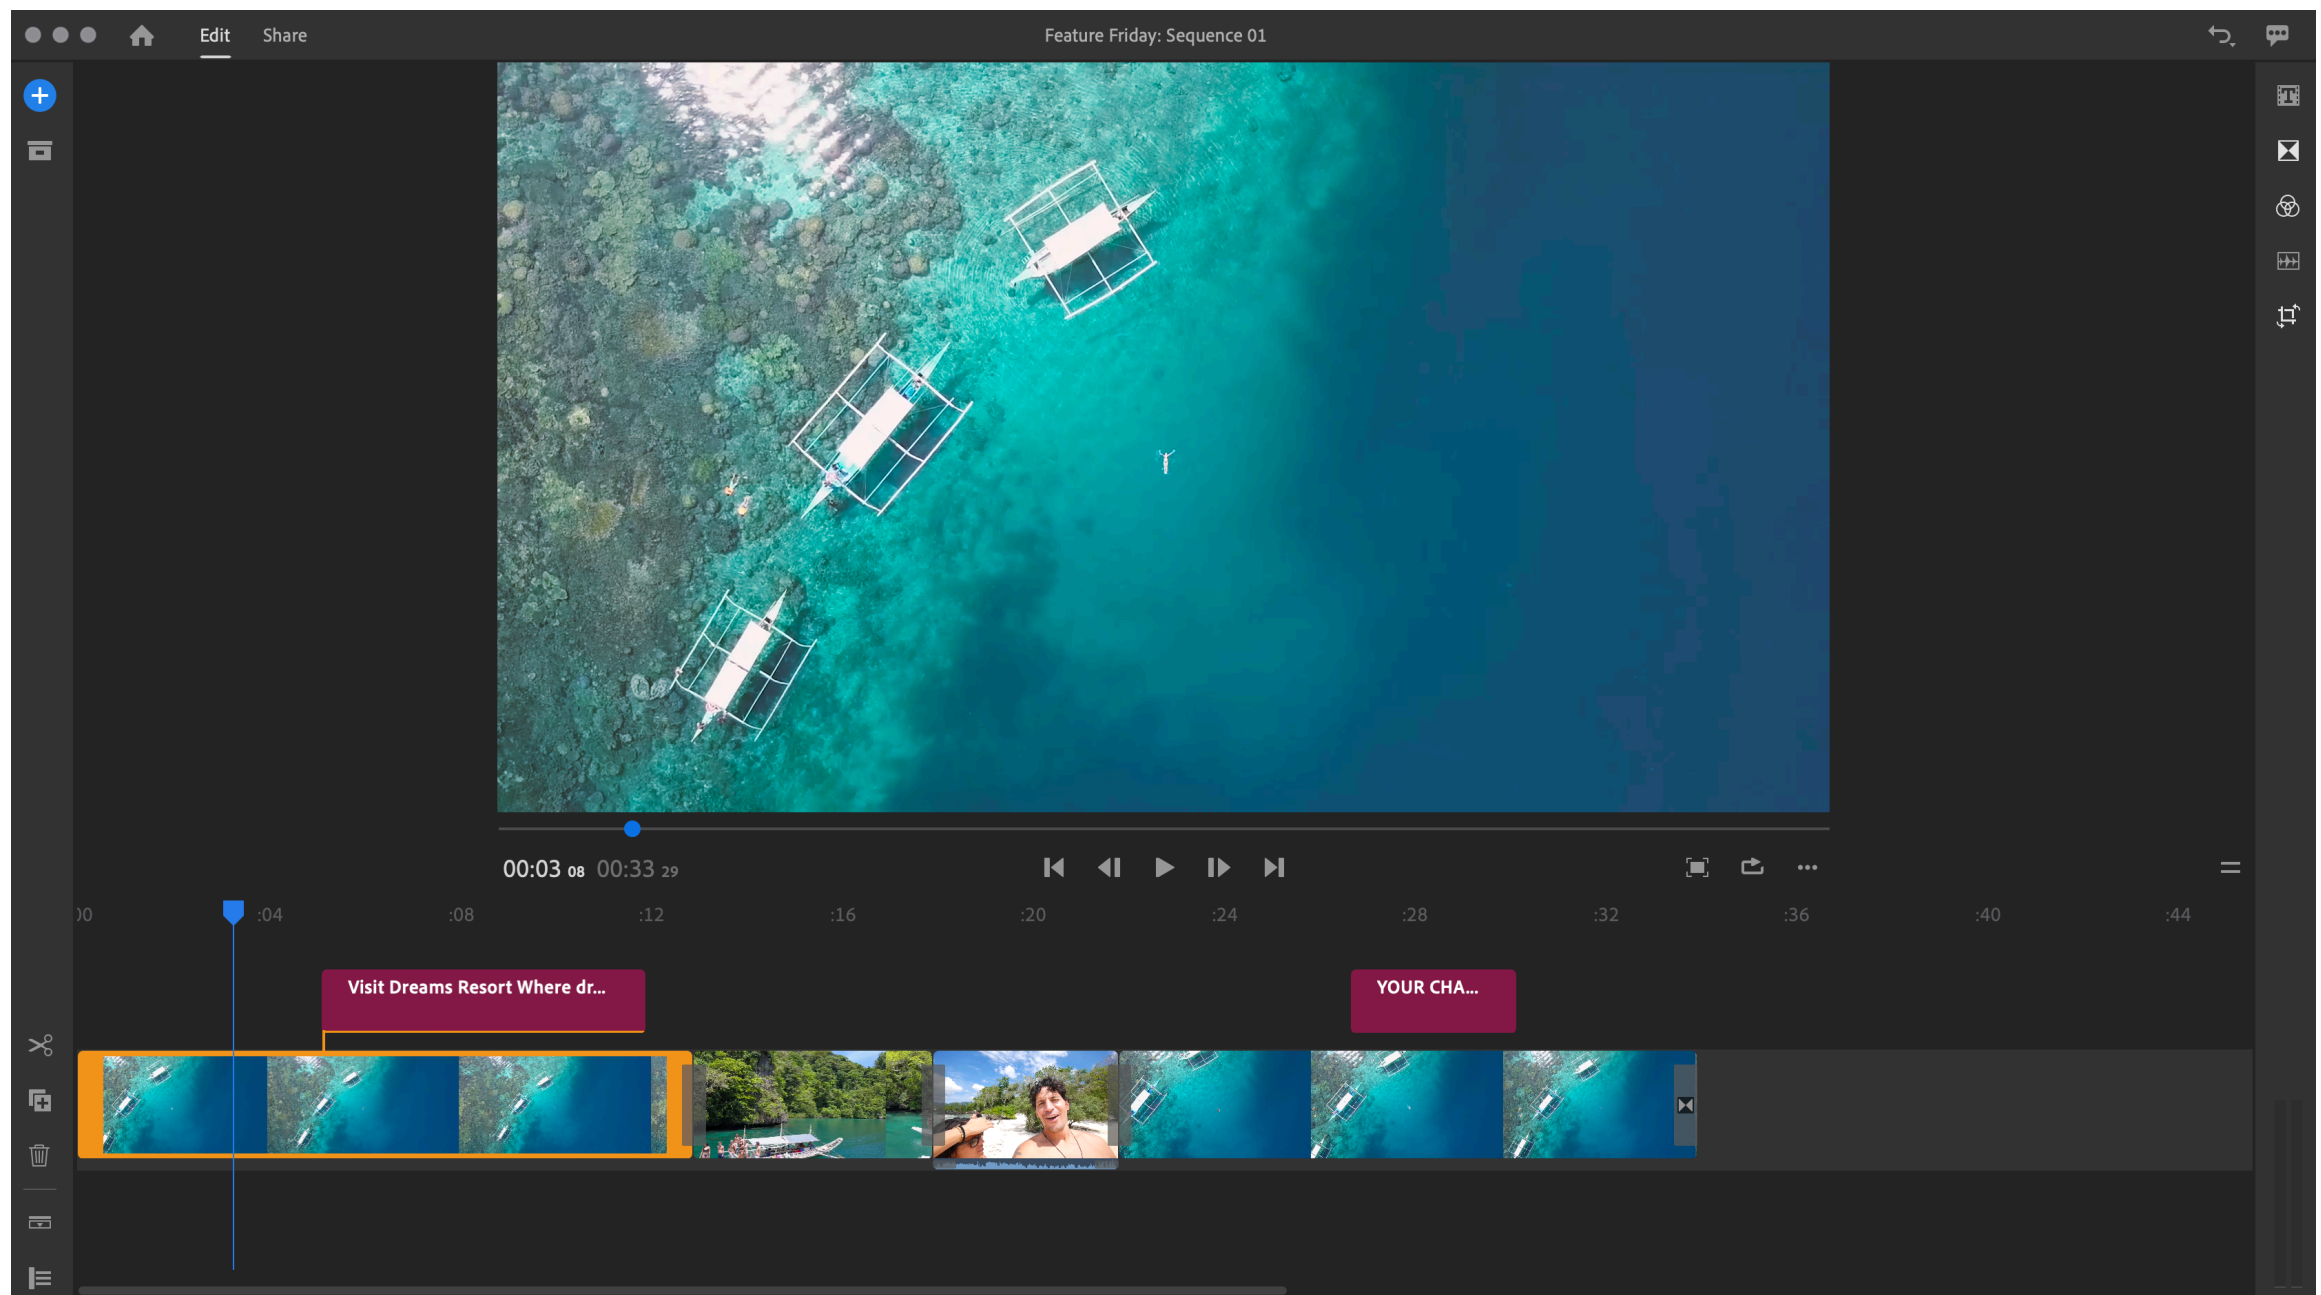 Edit Share Feature Friday: Sequence 01
00:03 08 00:33 29
:04 :08 :12 :16 :20 :24 :28 :32 :36 :40 :44
Visit Dreams Resort Where dr... YOUR CHA...